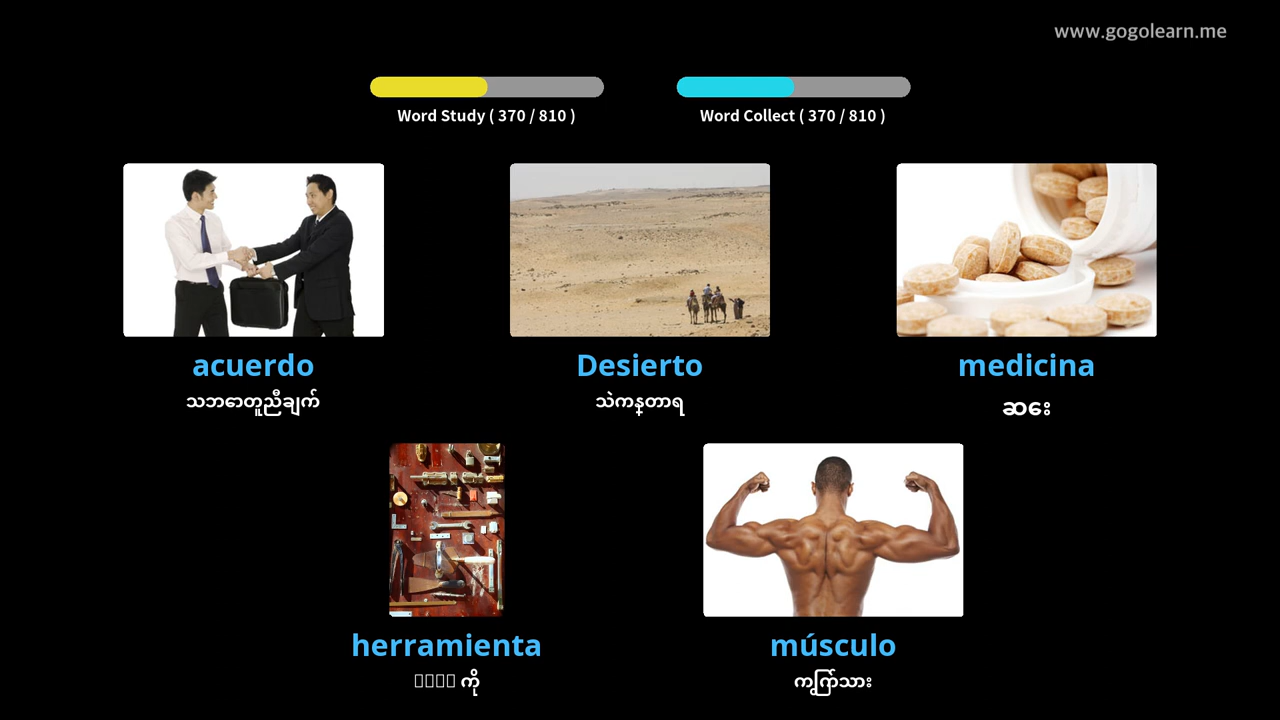 www.gogolearn.me
Word Study ( 370 / 810 )
Word Collect ( 370 / 810 )
acuerdo
သဘောတူညီချက်
Desierto
သဲကန္တာရ
medicina
ဆေး
herramienta
ကို
músculo
ကြွက်သား